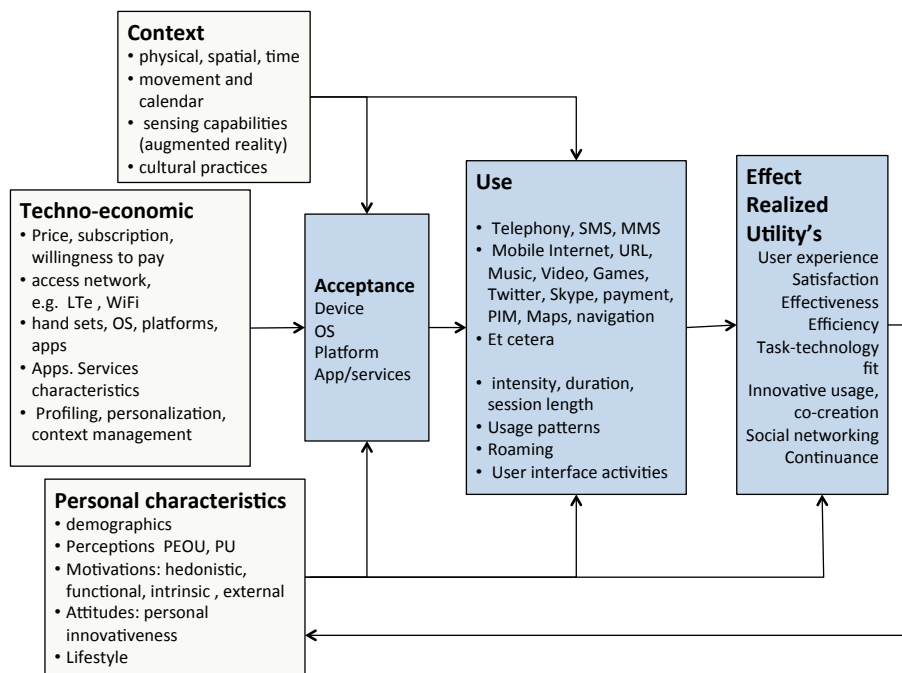 Context
• physical, spatial, time
• movement and
calendar
• sensing capabilities
(augmented reality)
• cultural practices
Techno-economic
• Price, subscription,
willingness to pay
• access network,
e.g. LTe , WiFi
• hand sets, OS, platforms,
apps
• Apps. Services
characteristics
• Profiling, personalization,
context management
Acceptance
Device
OS
Platform
App/services
Use
• Telephony, SMS, MMS
• Mobile Internet, URL,
Music, Video, Games,
Twitter, Skype, payment,
PIM, Maps, navigation
• Et cetera
• intensity, duration,
session length
• Usage patterns
• Roaming
• User interface activities
Effect
Realized
Utility's
User experience
Satisfaction
Effectiveness
Efficiency
Task-technology
fit
Innovative usage,
co-creation
Social networking
Continuance
Personal characteristics
• demographics
• Perceptions PEOU, PU
• Motivations: hedonistic,
functional, intrinsic , external
• Attitudes: personal
innovativeness
• Lifestyle